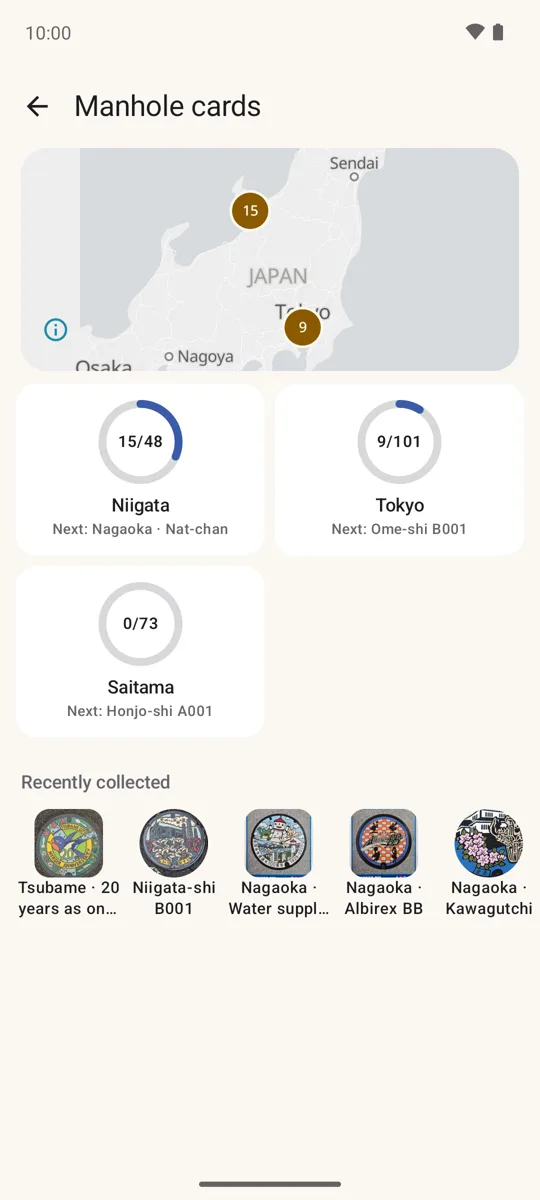 10:00
Manhole cards
Sendai
15
JAPAN
Tokyo
9
Nagoya
Osaka
15/48
9/101
Niigata
Tokyo
Next: Nagaoka · Nat-chan
Next: Ome-shi B001
0/73
Saitama
Next: Honjo-shi A001
Recently collected
Tsubame · 20
years as on…
Niigata-shi
B001
Nagaoka ·
Water suppl…
Nagaoka ·
Albirex BB
Nagaoka ·
Kawagutchi